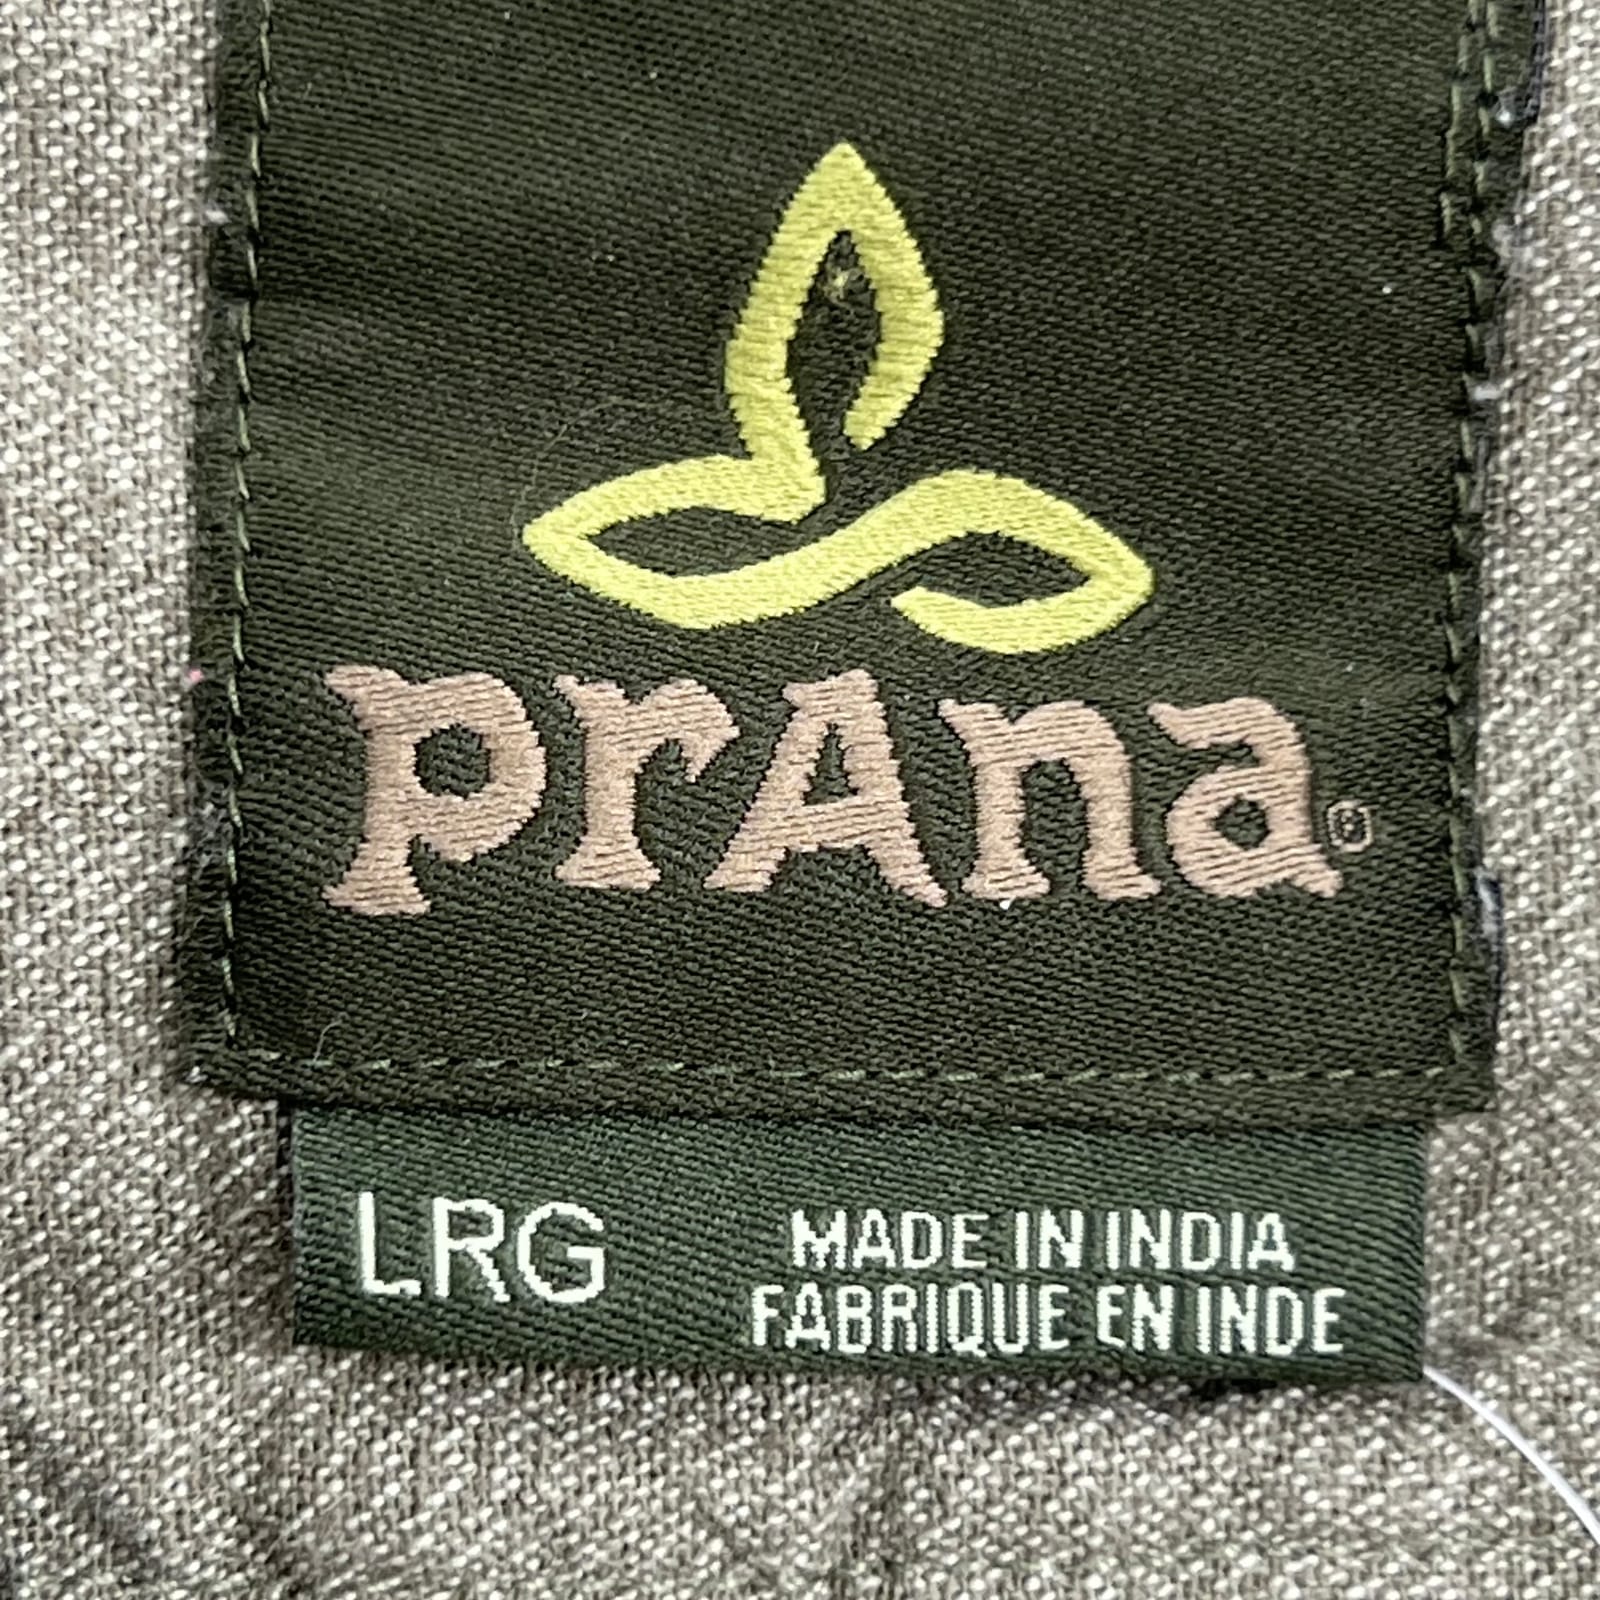 prAna®
LRG
MADE IN INDIA
FABRIQUE EN INDE